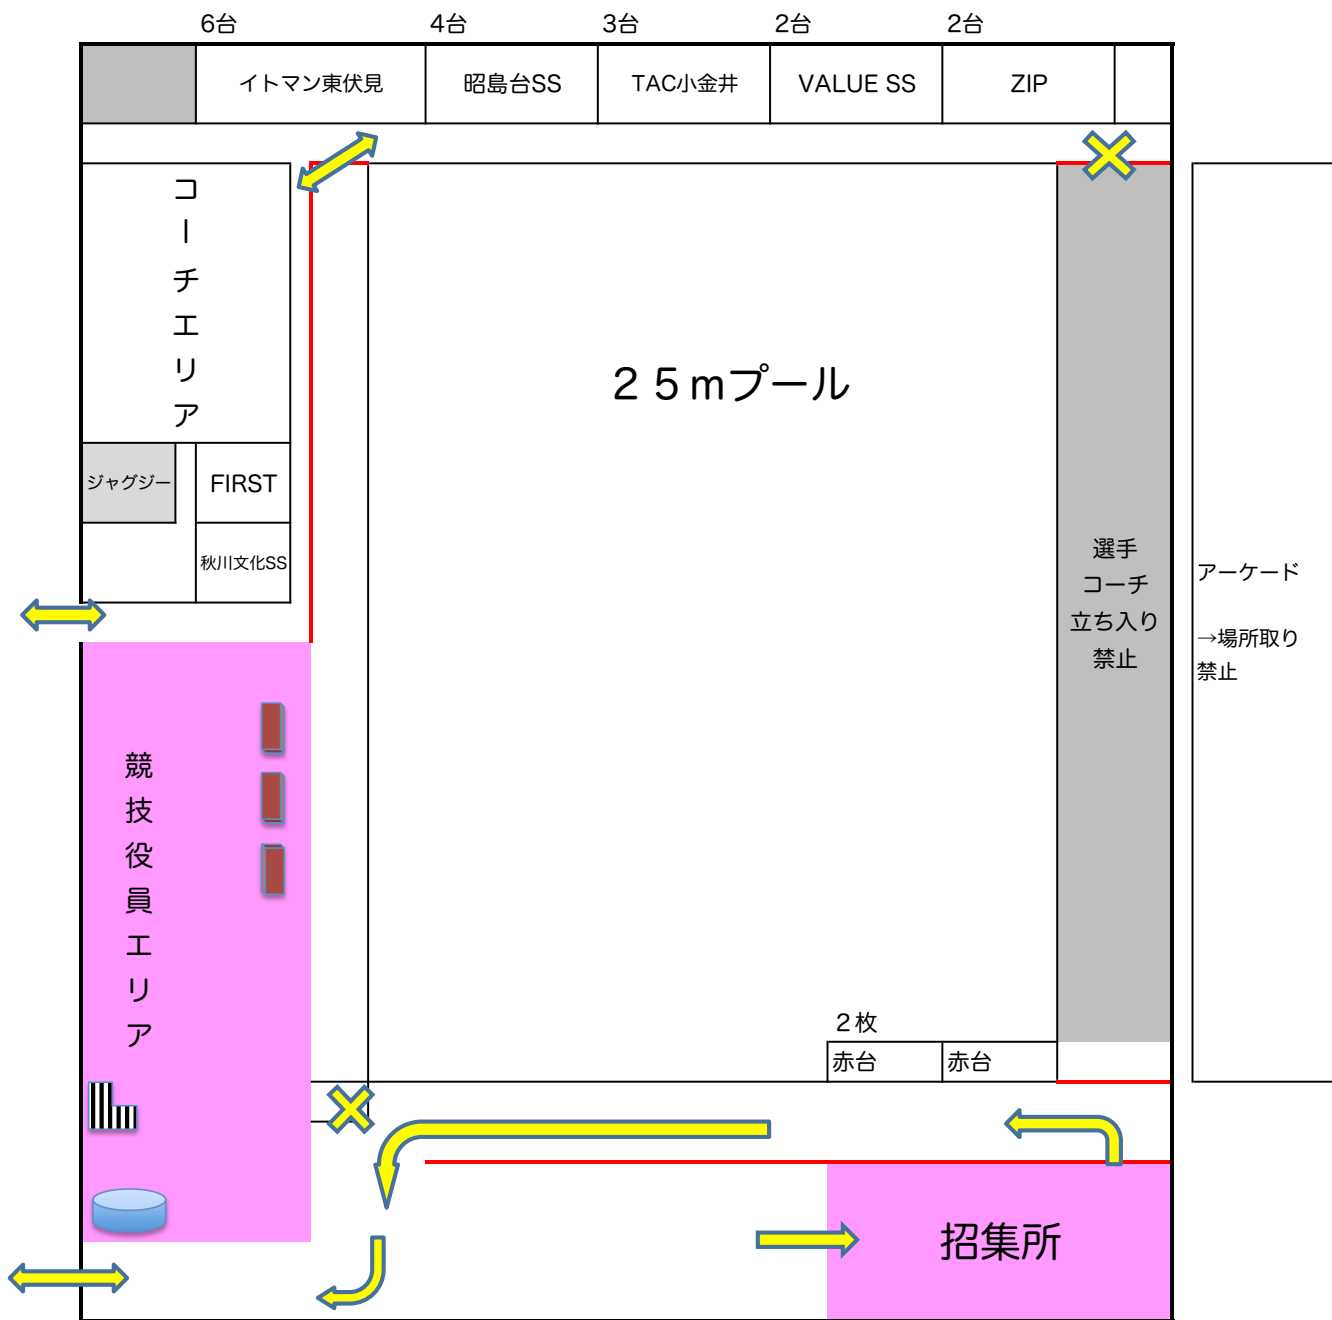 6台 4台 3台 2台 2台
イトマン東伏見 昭島台SS TAC小金井 VALUE SS ZIP
コーチエリア
２５ｍプール
ジャグジー FIRST
秋川文化SS
選手
コーチ
立ち入り
禁止
アーケード
→場所取り
禁止
競技役員エリア
２枚
赤台 赤台
招集所